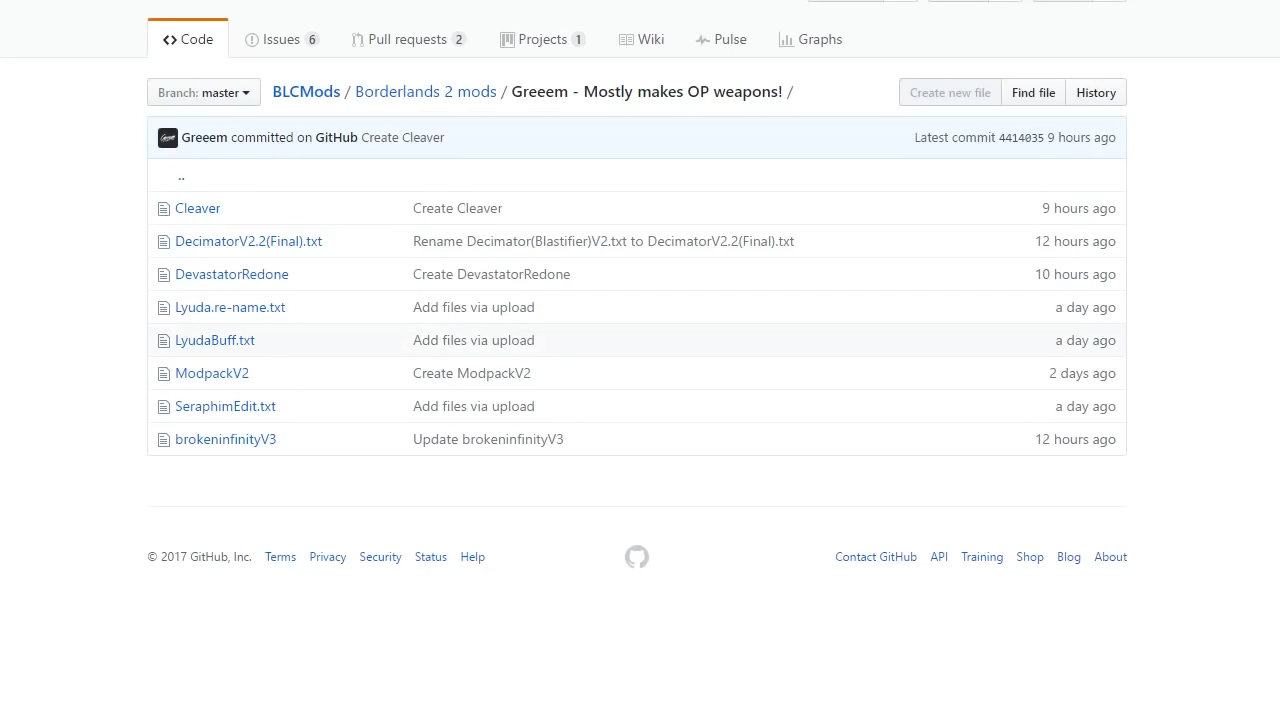 Code Issues 6 Pull requests 2 Projects 1 Wiki Pulse Graphs
Branch: master BLCMods / Borderlands 2 mods / Greeem - Mostly makes OP weapons! / Create new file Find file History
Greeem committed on GitHub Create Cleaver Latest commit 4414035 9 hours ago
..
Cleaver Create Cleaver 9 hours ago
DecimatorV2.2(Final).txt Rename Decimator(Blastifier)V2.txt to DecimatorV2.2(Final).txt 12 hours ago
DevastatorRedone Create DevastatorRedone 10 hours ago
Lyuda.re-name.txt Add files via upload a day ago
LyudaBuff.txt Add files via upload a day ago
ModpackV2 Create ModpackV2 2 days ago
SeraphimEdit.txt Add files via upload a day ago
brokeninfinityV3 Update brokeninfinityV3 12 hours ago
© 2017 GitHub, Inc. Terms Privacy Security Status Help Contact GitHub API Training Shop Blog About